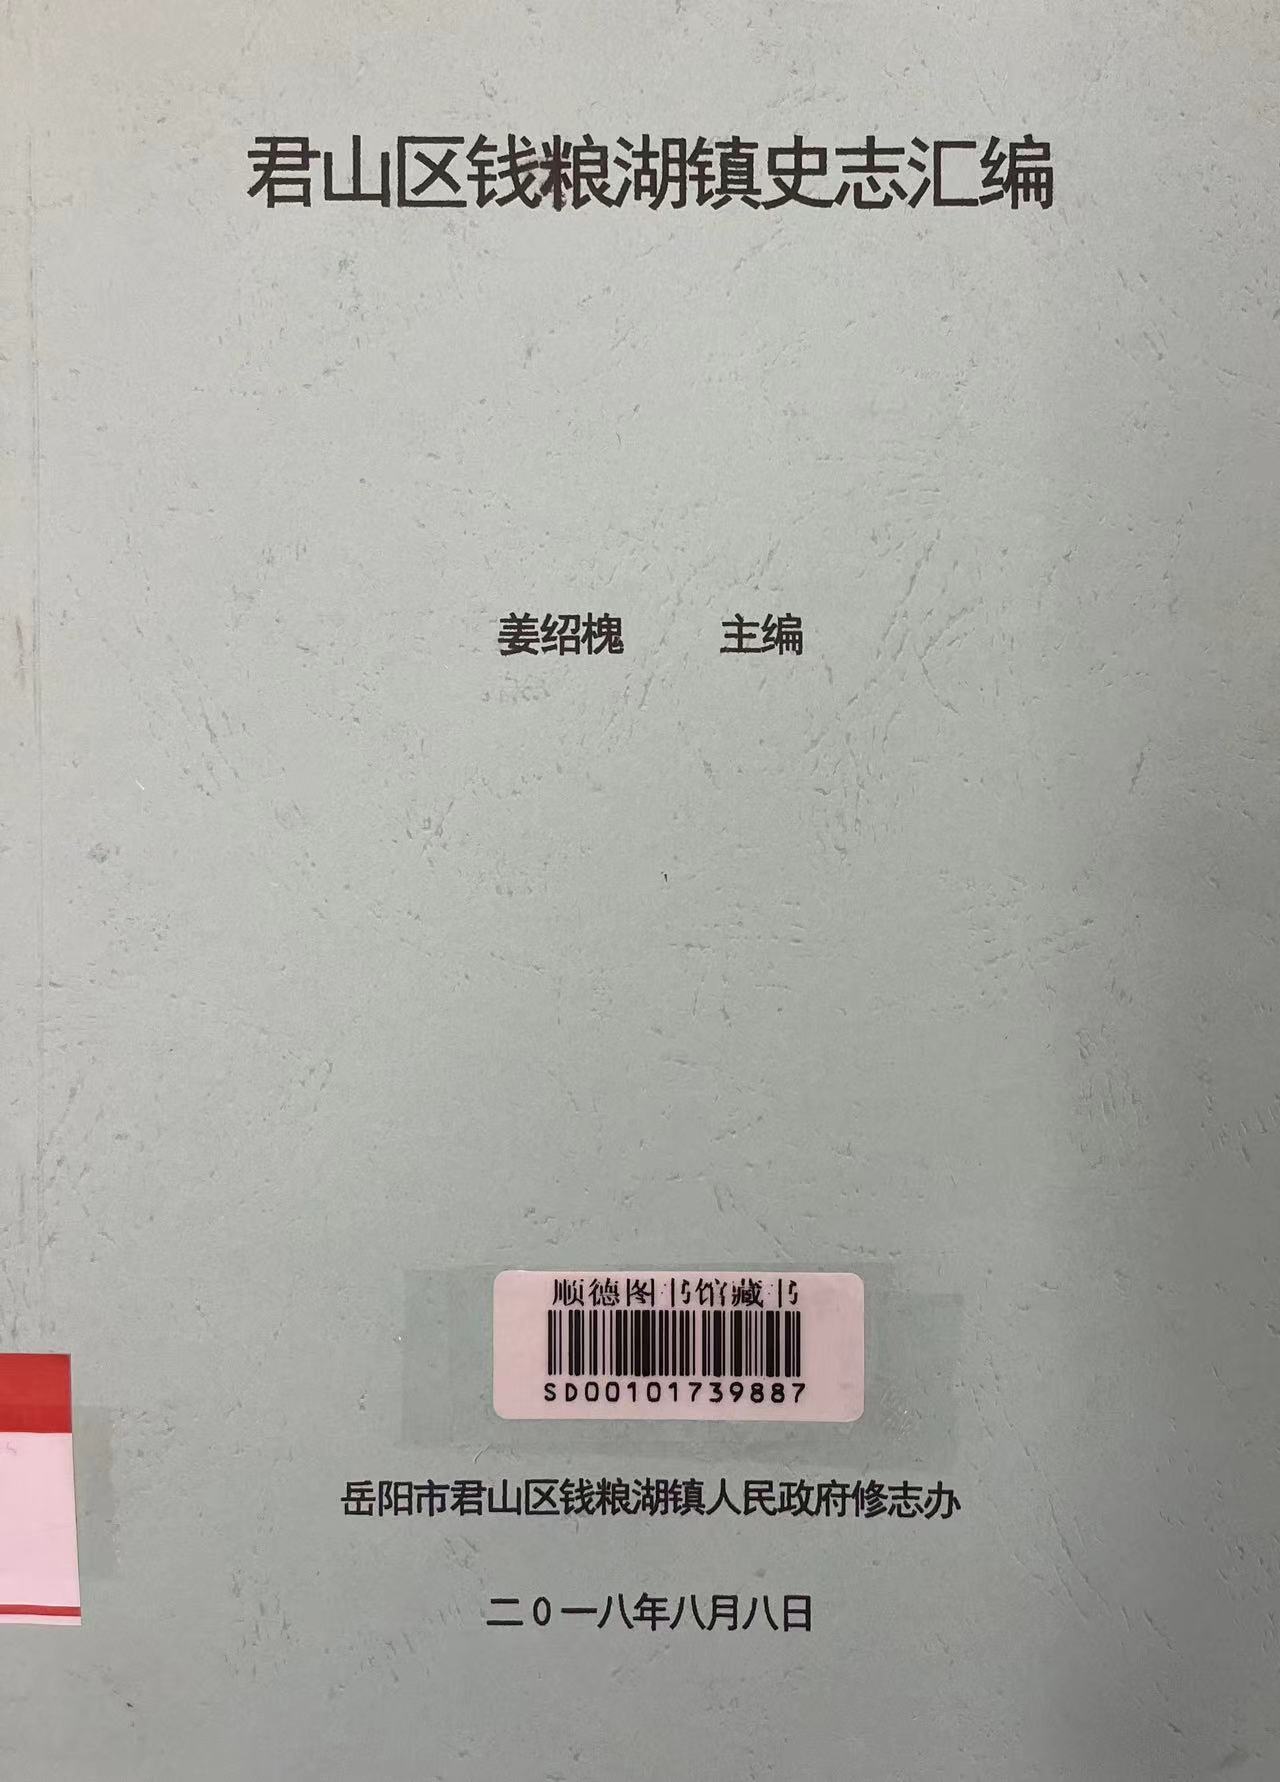 君山区钱粮湖镇史志汇编
姜绍槐 主编
顺德图书馆藏书
SD00101739887
岳阳市君山区钱粮湖镇人民政府修志办
二0一八年八月八日